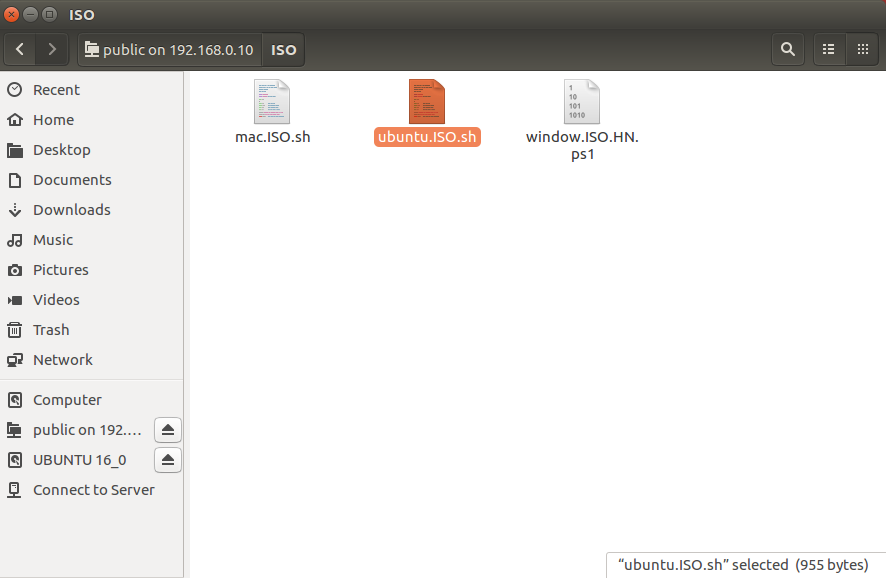 ISO
public on 192.168.0.10 ISO
Recent
Home
Desktop
Documents
Downloads
Music
Pictures
Videos
Trash
Network
Computer
public on 192.…
UBUNTU 16_0
Connect to Server
mac.ISO.sh
ubuntu.ISO.sh
1
10
101
1010
window.ISO.HN.
ps1
“ubuntu.ISO.sh” selected (955 bytes)